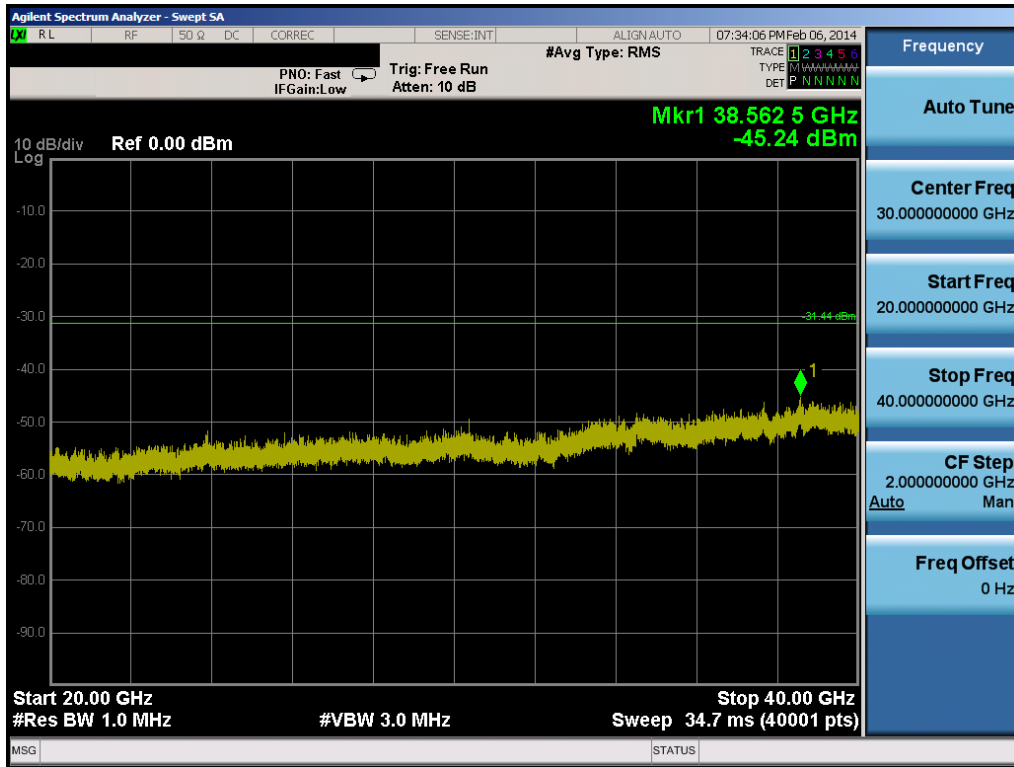 Agilent Spectrum Analyzer - Swept SA
LXI RL RF 50 Ω DC CORREC SENSE:INT ALIGN AUTO 07:34:06 PM Feb 06, 2014
#Avg Type: RMS
TRACE 1 2 3 4 5 6
TYPE M WWWWW
DET P N N N N N
PNO: Fast
IFGain:Low
Trig: Free Run
Atten: 10 dB
Mkr1 38.562 5 GHz
-45.24 dBm
10 dB/div Ref 0.00 dBm
Log
-10.0
-20.0
-30.0
-31.44 dBm
-40.0
1
-50.0
-60.0
-70.0
-80.0
-90.0
Start 20.00 GHz Stop 40.00 GHz
#Res BW 1.0 MHz #VBW 3.0 MHz Sweep 34.7 ms (40001 pts)
MSG STATUS
Frequency
Auto Tune
Center Freq
30.000000000 GHz
Start Freq
20.000000000 GHz
Stop Freq
40.000000000 GHz
CF Step
2.000000000 GHz
Auto Man
Freq Offset
0 Hz